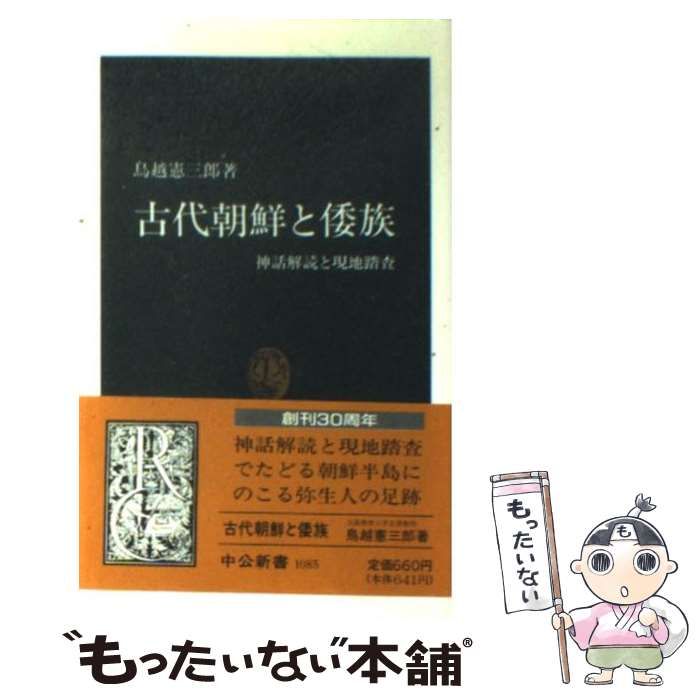 鳥越憲三郎著
古代朝鮮と倭族
神話解読と現地踏査
創刊30周年
神話解読と現地踏査
でたどる朝鮮半島に
のこる弥生人の足跡
古代朝鮮と倭族
鳥越憲三郎著
中公新書 1085
定価660円
(本体641円)
R
C
もったいない
"もったいない本舗®